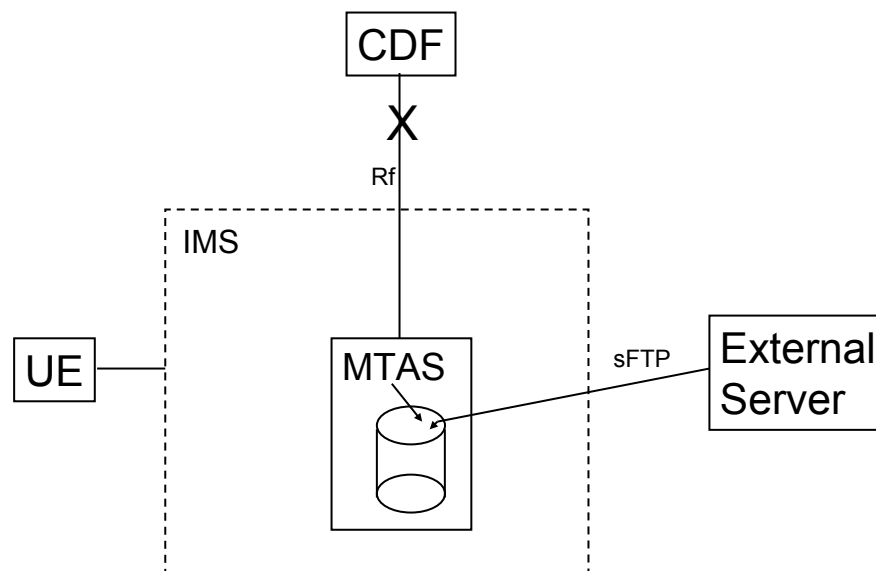 CDF
X
Rf
IMS
UE
MTAS
sFTP
External
Server